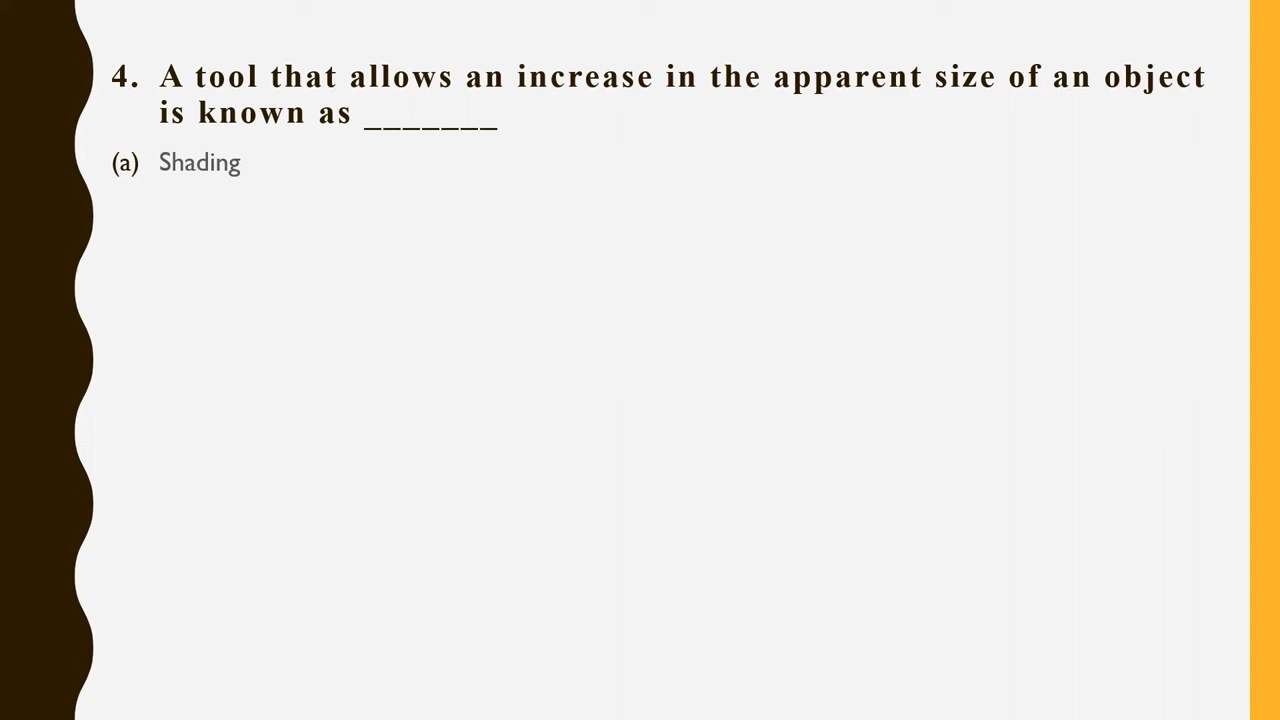 4. A tool that allows an increase in the apparent size of an object
is known as _______
(a) Shading